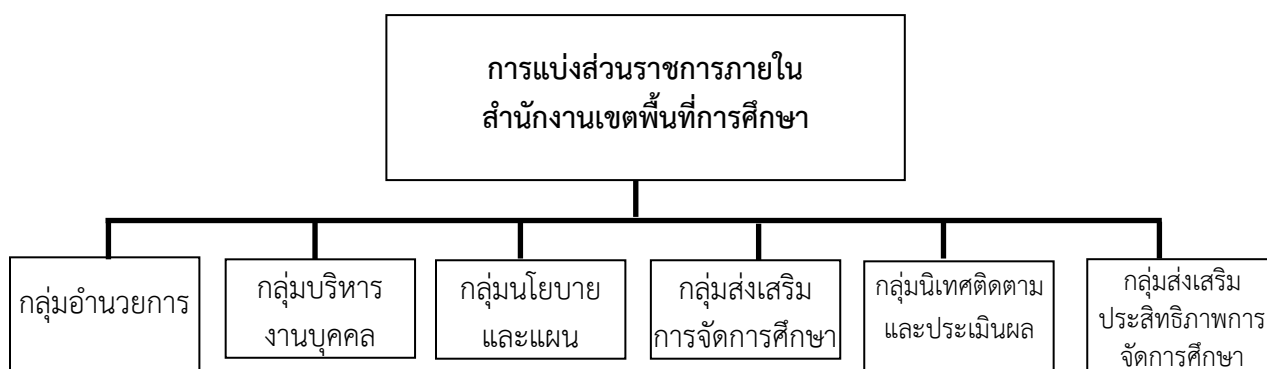 การแบ่งส่วนราชการภายใน
สำนักงานเขตพื้นที่การศึกษา
กลุ่มอำนวยการ
กลุ่มบริหาร
งานบุคคล
กลุ่มนโยบาย
และแผน
กลุ่มส่งเสริม
การจัดการศึกษา
กลุ่มนิเทศติดตาม
และประเมินผล
กลุ่มส่งเสริม
ประสิทธิภาพการ
จัดการศึกษา